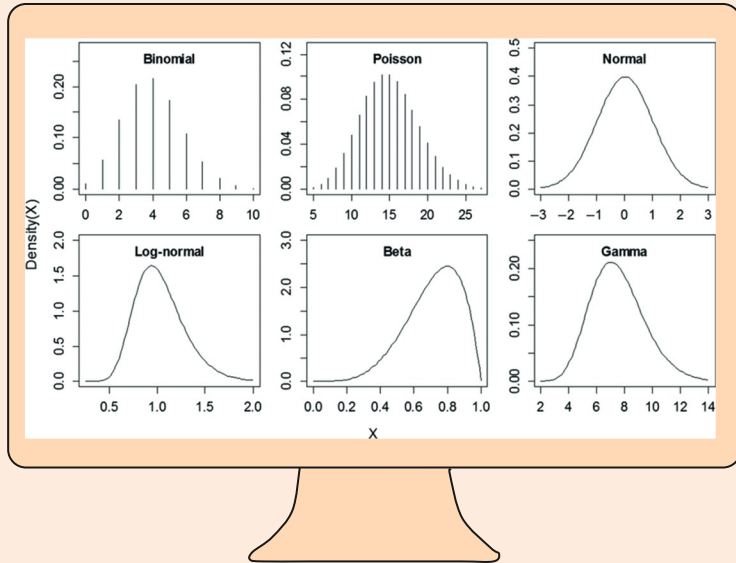 Density(X)
Binomial
0.00 0.10 0.20
0 2 4 6 8 10
Poisson
0.00 0.04 0.08 0.12
5 10 15 20 25
Normal
0.0 0.1 0.2 0.3 0.4 0.5
−3 −2 −1 0 1 2 3
Log-normal
0.0 0.5 1.0 1.5 2.0
0.5 1.0 1.5 2.0
Beta
0.0 1.0 2.0 3.0
0.0 0.2 0.4 0.6 0.8 1.0
Gamma
0.00 0.10 0.20
2 4 6 8 10 12 14
X